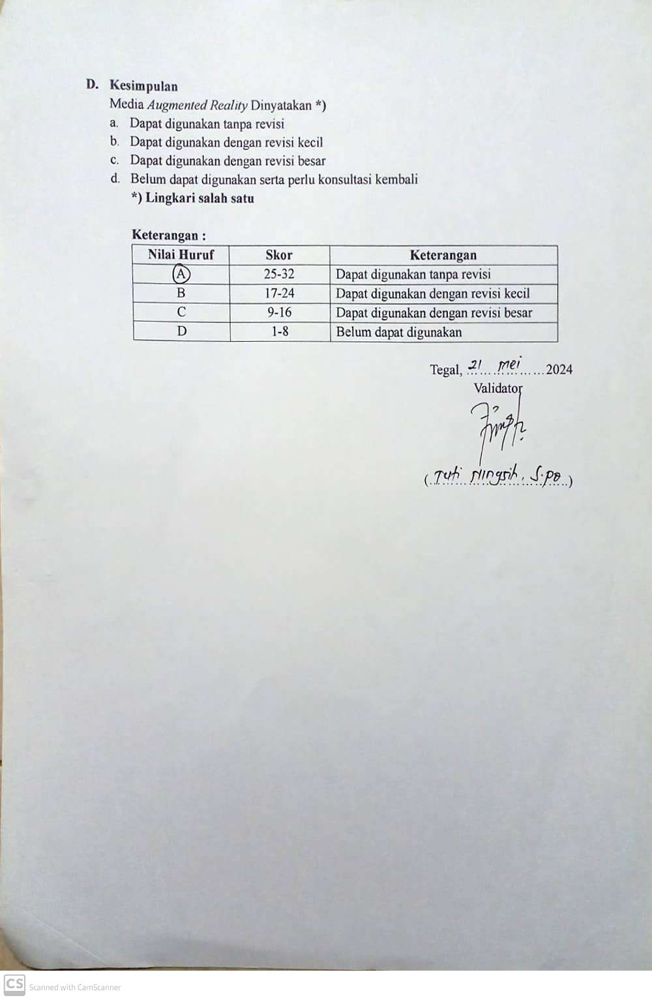 D. Kesimpulan
Media Augmented Reality Dinyatakan *)
a. Dapat digunakan tanpa revisi
b. Dapat digunakan dengan revisi kecil
c. Dapat digunakan dengan revisi besar
d. Belum dapat digunakan serta perlu konsultasi kembali
*) Lingkari salah satu
Keterangan :
Nilai Huruf Skor Keterangan
A 25-32 Dapat digunakan tanpa revisi
B 17-24 Dapat digunakan dengan revisi kecil
C 9-16 Dapat digunakan dengan revisi besar
D 1-8 Belum dapat digunakan
Tegal, 21 mei 2024
Validator
(Tuti Ningsih, S.Pd)
CS Scanned with CamScanner